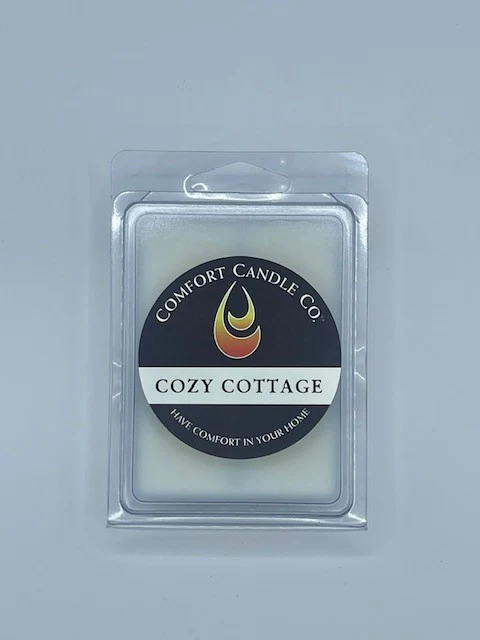 COMFORT CANDLE CO.
COZY COTTAGE
HAVE COMFORT IN YOUR HOME